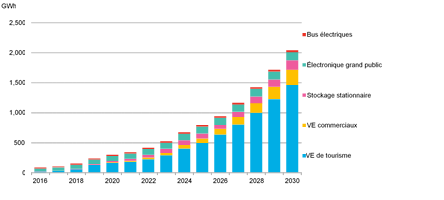 GWh
2,500
2,000
1,500
1,000
500
0
2016 2018 2020 2022 2024 2026 2028 2030
Bus électriques
Électronique grand public
Stockage stationnaire
VE commerciaux
VE de tourisme